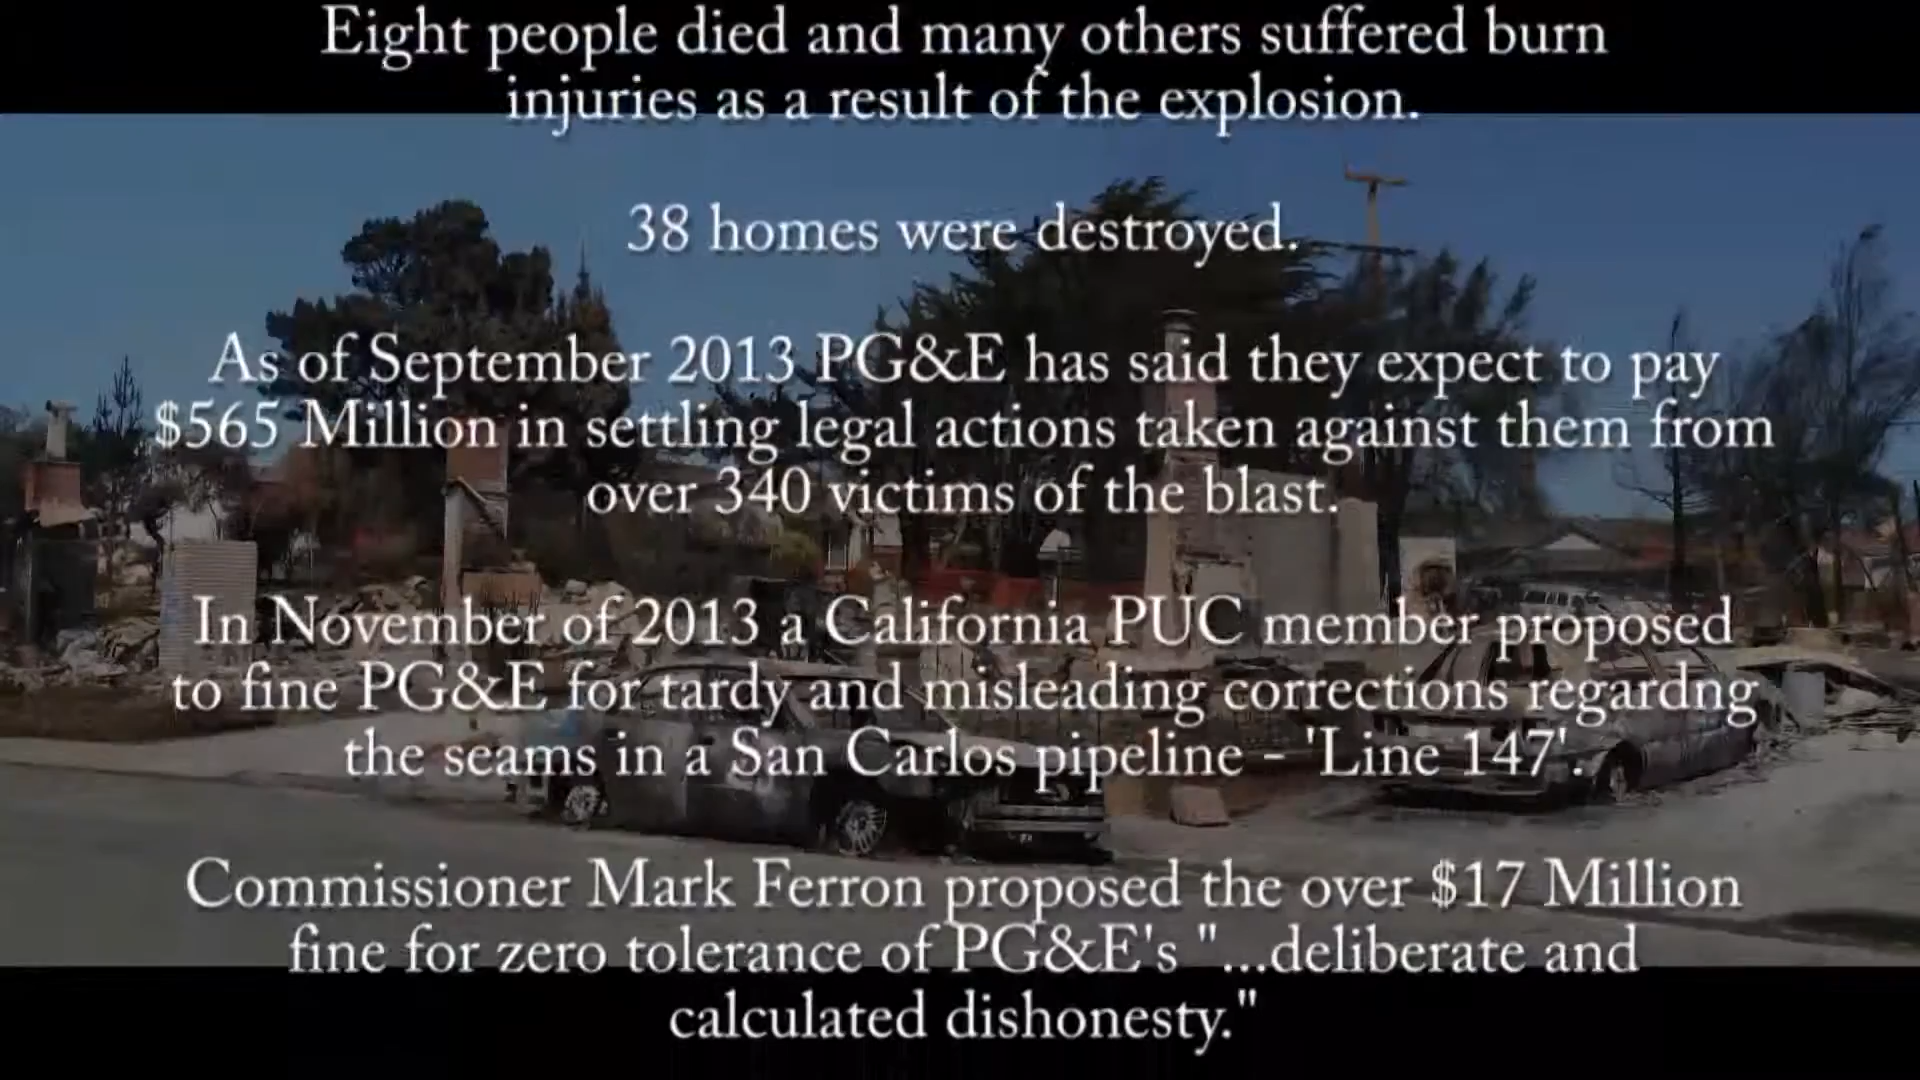 Eight people died and many others suffered burn
injuries as a result of the explosion.
38 homes were destroyed.
As of September 2013 PG&E has said they expect to pay
$565 Million in settling legal actions taken against them from
over 340 victims of the blast.
In November of 2013 a California PUC member proposed
to fine PG&E for tardy and misleading corrections regardng
the seams in a San Carlos pipeline - 'Line 147'.
Commissioner Mark Ferron proposed the over $17 Million
fine for zero tolerance of PG&E's "...deliberate and
calculated dishonesty."